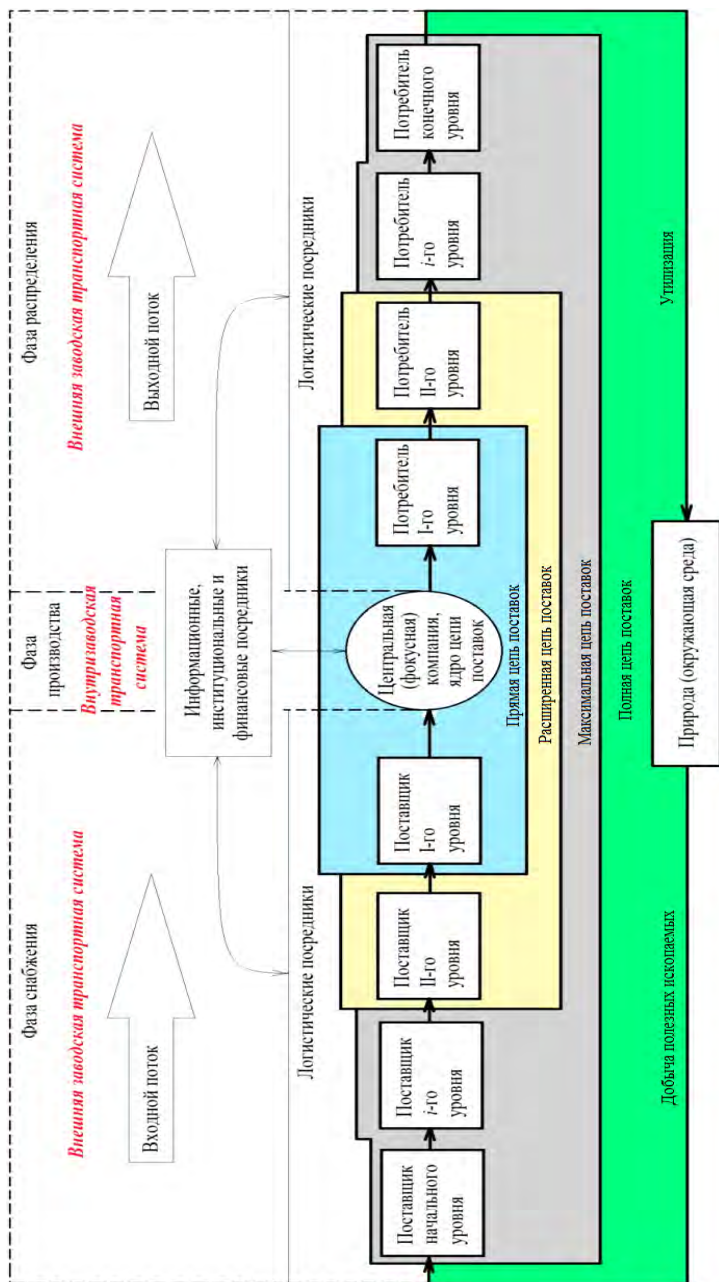 Фаза снабжения
Фаза
производства
Фаза распределения
Внешняя заводская транспортная система
Внутризаводская
транспортная
система
Внешняя заводская транспортная система
Входной поток
Выходной поток
Информационные,
институциональные и
финансовые посредники
Логистические посредники
Логистические посредники
Поставщик
начального
уровня
Поставщик
i-го
уровня
Поставщик
II-го
уровня
Поставщик
I-го
уровня
Центральная
(фокусная)
компания,
ядро цепи
поставок
Потребитель
I-го
уровня
Потребитель
II-го
уровня
Потребитель
i-го
уровня
Потребитель
конечного
уровня
Прямая цепь поставок
Расширенная цепь поставок
Максимальная цепь поставок
Полная цепь поставок
Добыча полезных ископаемых
Утилизация
Природа (окружающая среда)